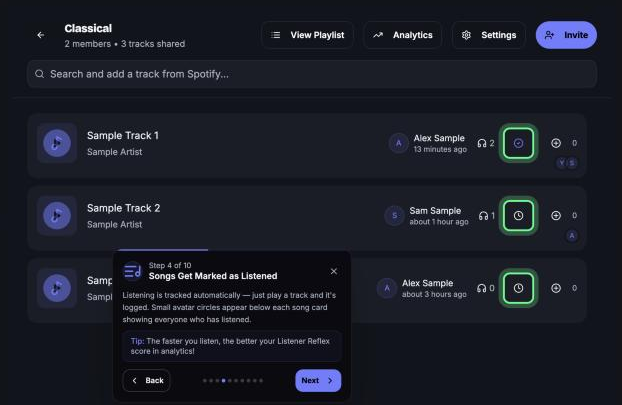 Classical
2 members • 3 tracks shared
View Playlist
Analytics
Settings
Invite
Search and add a track from Spotify...
Sample Track 1
Sample Artist
A
Alex Sample
13 minutes ago
2
0
Y S
Sample Track 2
Sample Artist
S
Sam Sample
about 1 hour ago
1
0
A
Samp
Sampl
A
Alex Sample
about 3 hours ago
0
0
Step 4 of 10
Songs Get Marked as Listened
Listening is tracked automatically — just play a track and it's
logged. Small avatar circles appear below each song card
showing everyone who has listened.
Tip: The faster you listen, the better your Listener Reflex
score in analytics!
Back
Next